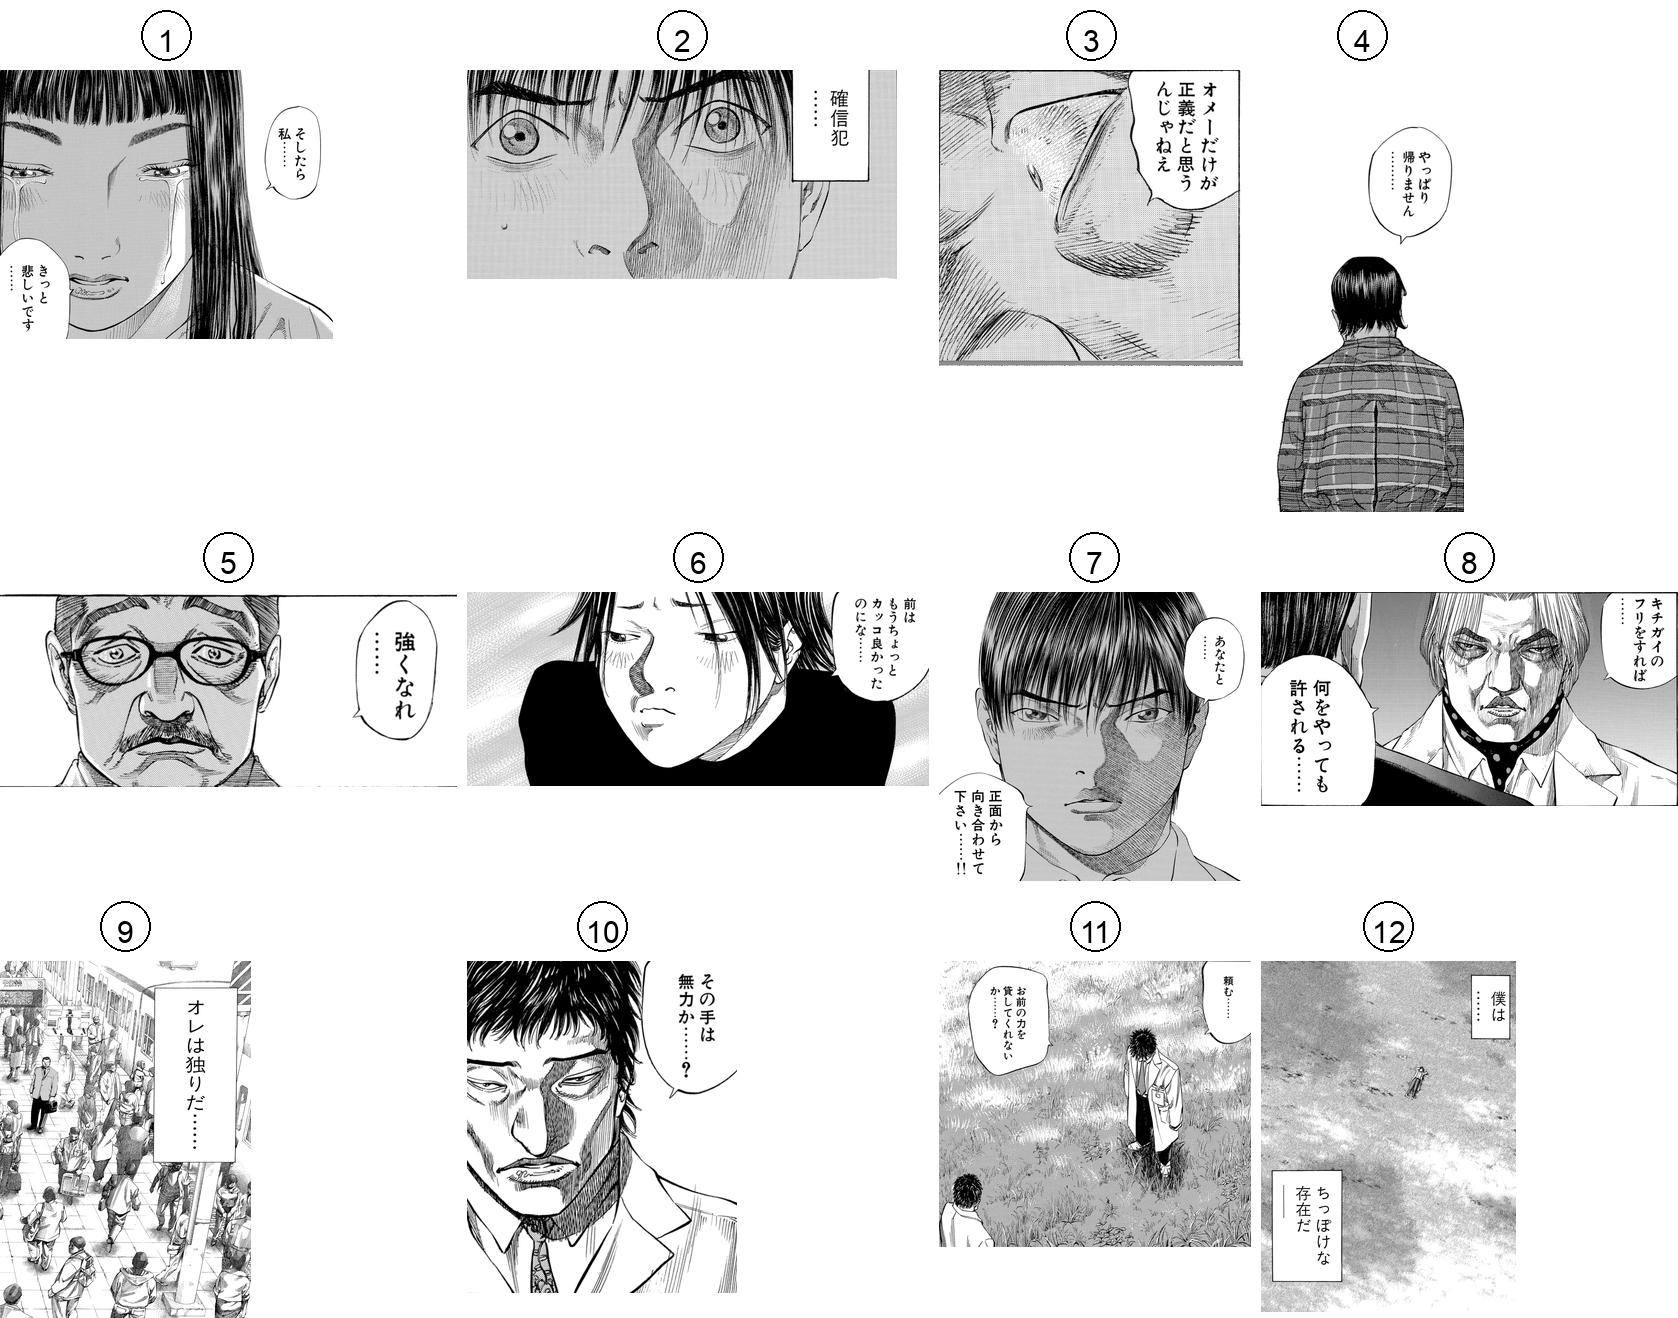 1
そしたら
私……
きっと
悲しいです
……
2
確信犯
……
3
オメーだけが
正義だと思う
んじゃねえ
4
やっぱり
帰りません
………
5
強くなれ
……
6
前は
もうちょっと
カッコ良かった
のにな……
7
あなたと
……
正面から
向き合わせて
下さい……!!
8
キチガイの
フリをすれば
……
何をやっても
許される……
9
オレは独りだ……
10
その手は
無力か……?
11
頼む……
お前の力を
貸してくれない
か……?
12
僕は
……
ちっぽけな
存在だ
──